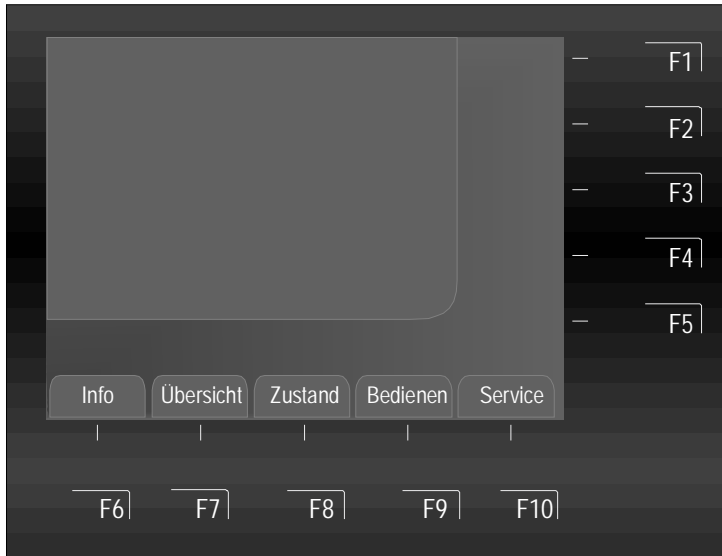 F1
F2
F3
F4
F5
Info Übersicht Zustand Bedienen Service
F6 F7 F8 F9 F10